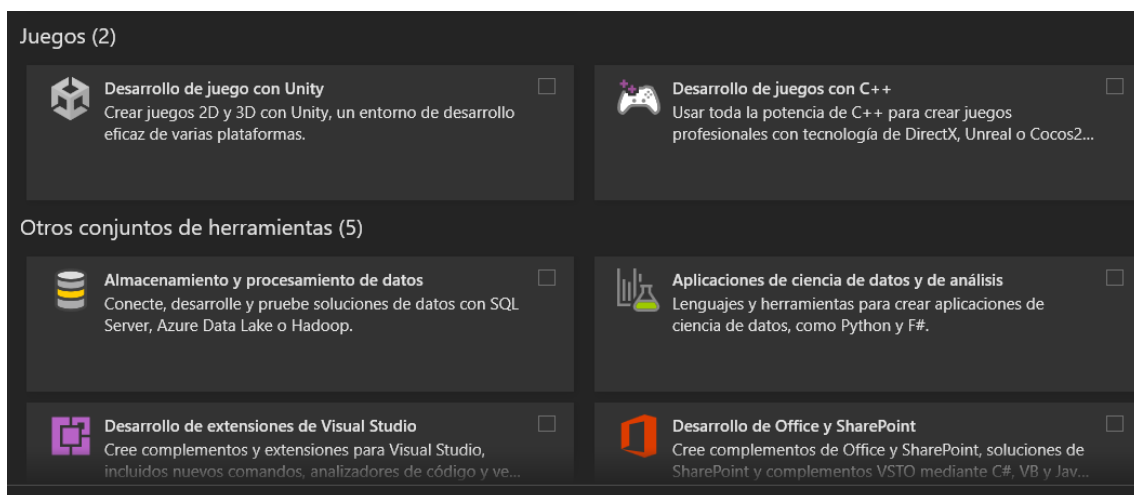 Juegos (2)
Desarrollo de juego con Unity
Crear juegos 2D y 3D con Unity, un entorno de desarrollo
eficaz de varias plataformas.
Desarrollo de juegos con C++
Usar toda la potencia de C++ para crear juegos
profesionales con tecnología de DirectX, Unreal o Cocos2...
Otros conjuntos de herramientas (5)
Almacenamiento y procesamiento de datos
Conecte, desarrolle y pruebe soluciones de datos con SQL
Server, Azure Data Lake o Hadoop.
Aplicaciones de ciencia de datos y de análisis
Lenguajes y herramientas para crear aplicaciones de
ciencia de datos, como Python y F#.
Desarrollo de extensiones de Visual Studio
Cree complementos y extensiones para Visual Studio,
incluidos nuevos comandos, analizadores de código y ve...
Desarrollo de Office y SharePoint
Cree complementos de Office y SharePoint, soluciones de
SharePoint y complementos VSTO mediante C#, VB y Jav...